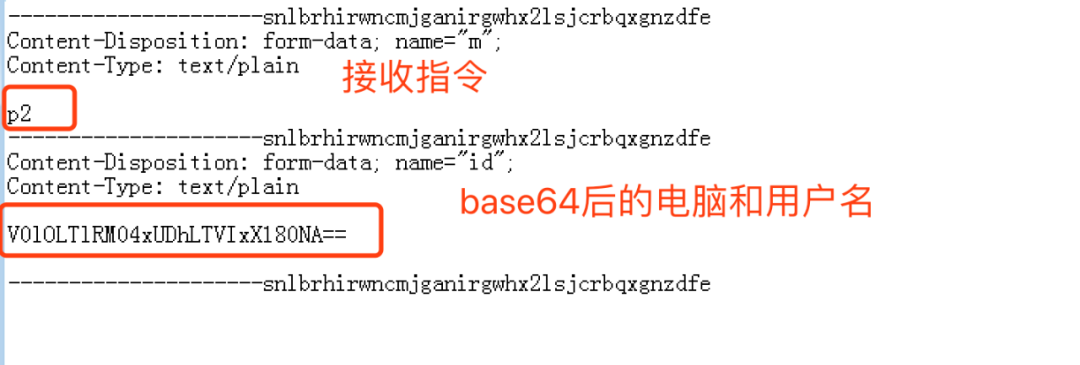 ---------------------snlbrhirwncmjganirgwhx2lsjcrbqxgnzdfe
Content-Disposition: form-data; name="m";
Content-Type: text/plain
接收指令
p2
---------------------snlbrhirwncmjganirgwhx2lsjcrbqxgnzdfe
Content-Disposition: form-data; name="id";
Content-Type: text/plain
base64后的电脑和用户名
V0lOLTlRM04xUDhLTVIxX180NA==
---------------------snlbrhirwncmjganirgwhx2lsjcrbqxgnzdfe